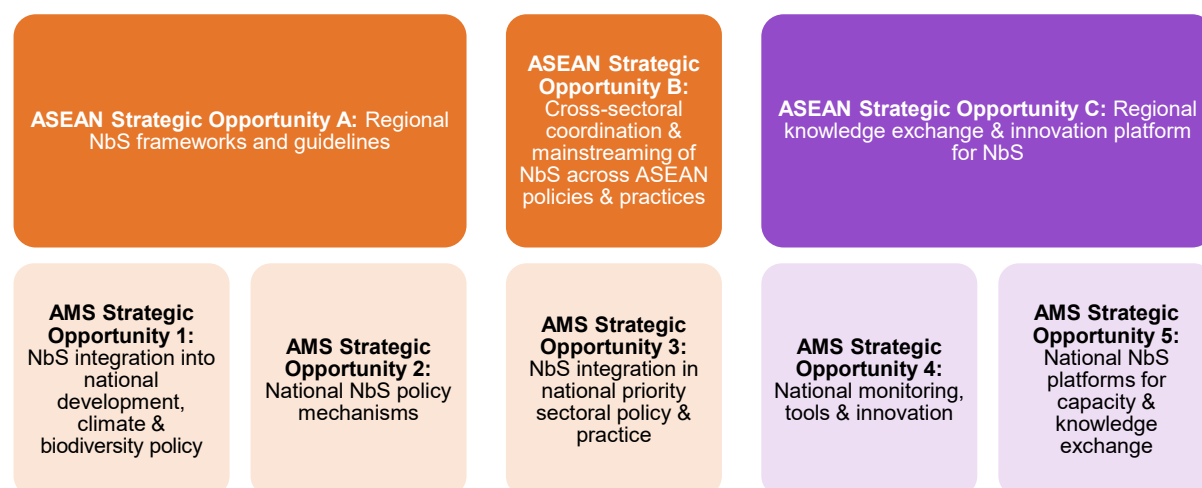 ASEAN Strategic Opportunity A: Regional
NbS frameworks and guidelines
ASEAN Strategic
Opportunity B:
Cross-sectoral
coordination &
mainstreaming of
NbS across ASEAN
policies & practices
ASEAN Strategic Opportunity C: Regional
knowledge exchange & innovation platform
for NbS
AMS Strategic
Opportunity 1:
NbS integration into
national
development,
climate &
biodiversity policy
AMS Strategic
Opportunity 2:
National NbS policy
mechanisms
AMS Strategic
Opportunity 3:
NbS integration in
national priority
sectoral policy &
practice
AMS Strategic
Opportunity 4:
National monitoring,
tools & innovation
AMS Strategic
Opportunity 5:
National NbS
platforms for
capacity &
knowledge
exchange